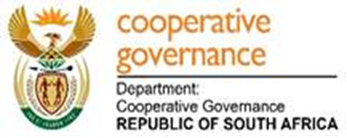 cooperative
governance
Department:
Cooperative Governance
REPUBLIC OF SOUTH AFRICA